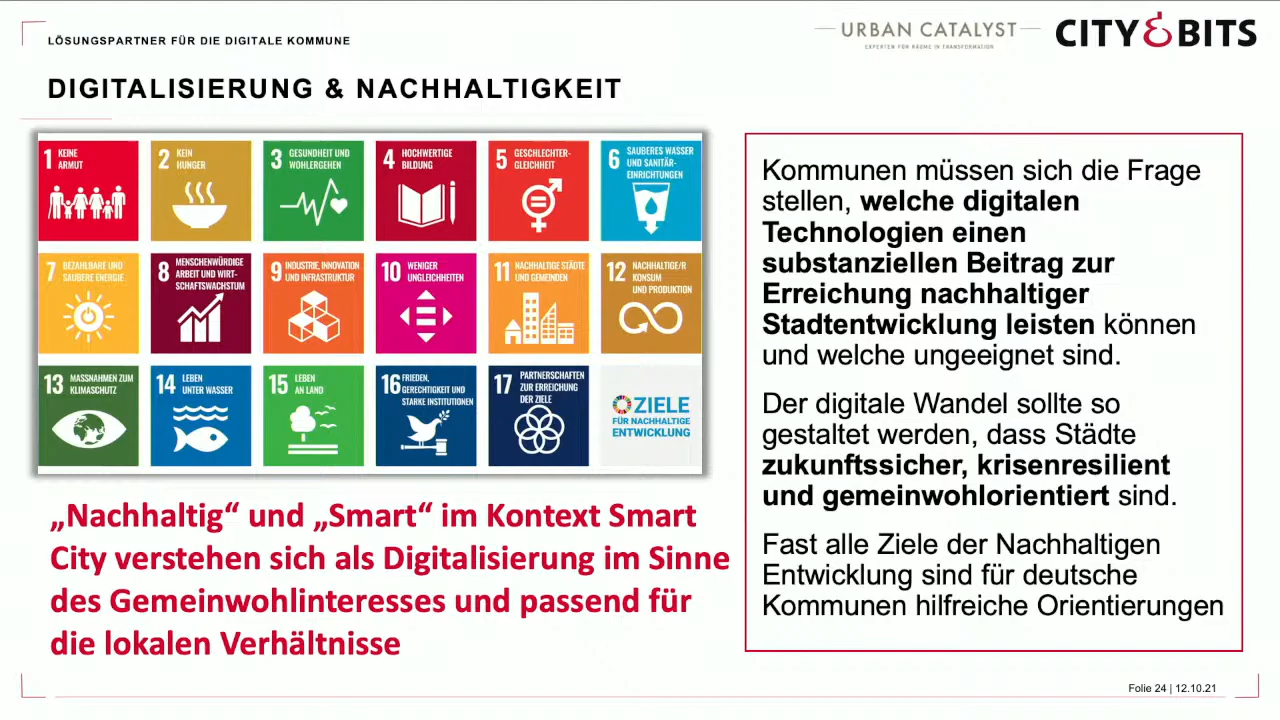 LÖSUNGSPARTNER FÜR DIE DIGITALE KOMMUNE
URBAN CATALYST
EXPERTEN FÜR RÄUME IN TRANSFORMATION
CITY & BITS
DIGITALISIERUNG & NACHHALTIGKEIT
1 KEINE
ARMUT
2 KEIN
HUNGER
3 GESUNDHEIT UND
WOHLERGEHEN
4 HOCHWERTIGE
BILDUNG
5 GESCHLECHTER-
GLEICHHEIT
6 SAUBERES WASSER
UND SANITÄR-
EINRICHTUNGEN
7 BEZAHLBARE UND
SAUBERE ENERGIE
8 MENSCHENWÜRDIGE
ARBEIT UND WIRT-
SCHAFTSWACHSTUM
9 INDUSTRIE, INNOVATION
UND INFRASTRUKTUR
10 WENIGER
UNGLEICHHEITEN
11 NACHHALTIGE STÄDTE
UND GEMEINDEN
12 NACHHALTIGE/R
KONSUM
UND PRODUKTION
13 MASSNAHMEN ZUM
KLIMASCHUTZ
14 LEBEN
UNTER WASSER
15 LEBEN
AN LAND
16 FRIEDEN,
GERECHTIGKEIT UND
STARKE INSTITUTIONEN
17 PARTNERSCHAFTEN
ZUR ERREICHUNG
DER ZIELE
ZIELE
FÜR NACHHALTIGE
ENTWICKLUNG
„Nachhaltig“ und „Smart“ im Kontext Smart
City verstehen sich als Digitalisierung im Sinne
des Gemeinwohlinteresses und passend für
die lokalen Verhältnisse
Kommunen müssen sich die Frage
stellen, welche digitalen
Technologien einen
substanziellen Beitrag zur
Erreichung nachhaltiger
Stadtentwicklung leisten können
und welche ungeeignet sind.
Der digitale Wandel sollte so
gestaltet werden, dass Städte
zukunftssicher, krisenresilient
und gemeinwohlorientiert sind.
Fast alle Ziele der Nachhaltigen
Entwicklung sind für deutsche
Kommunen hilfreiche Orientierungen
Folie 24 | 12.10.21